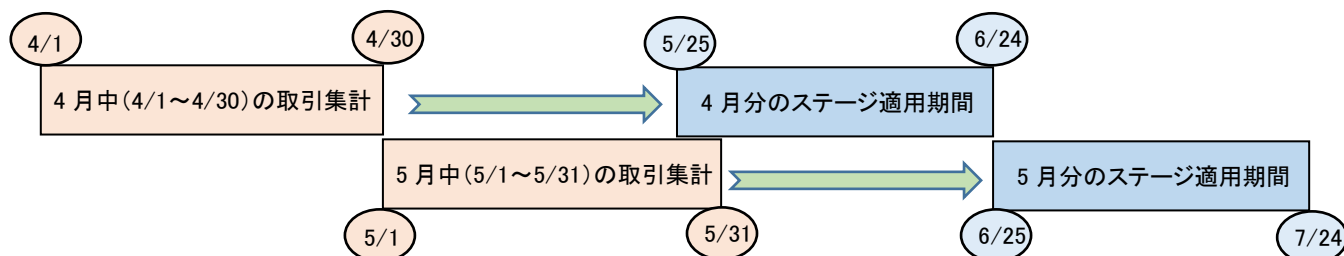 4/1
4/30
5/25
6/24
4 月中(4/1～4/30)の取引集計
4 月分のステージ適用期間
5 月中(5/1～5/31)の取引集計
5 月分のステージ適用期間
5/1
5/31
6/25
7/24